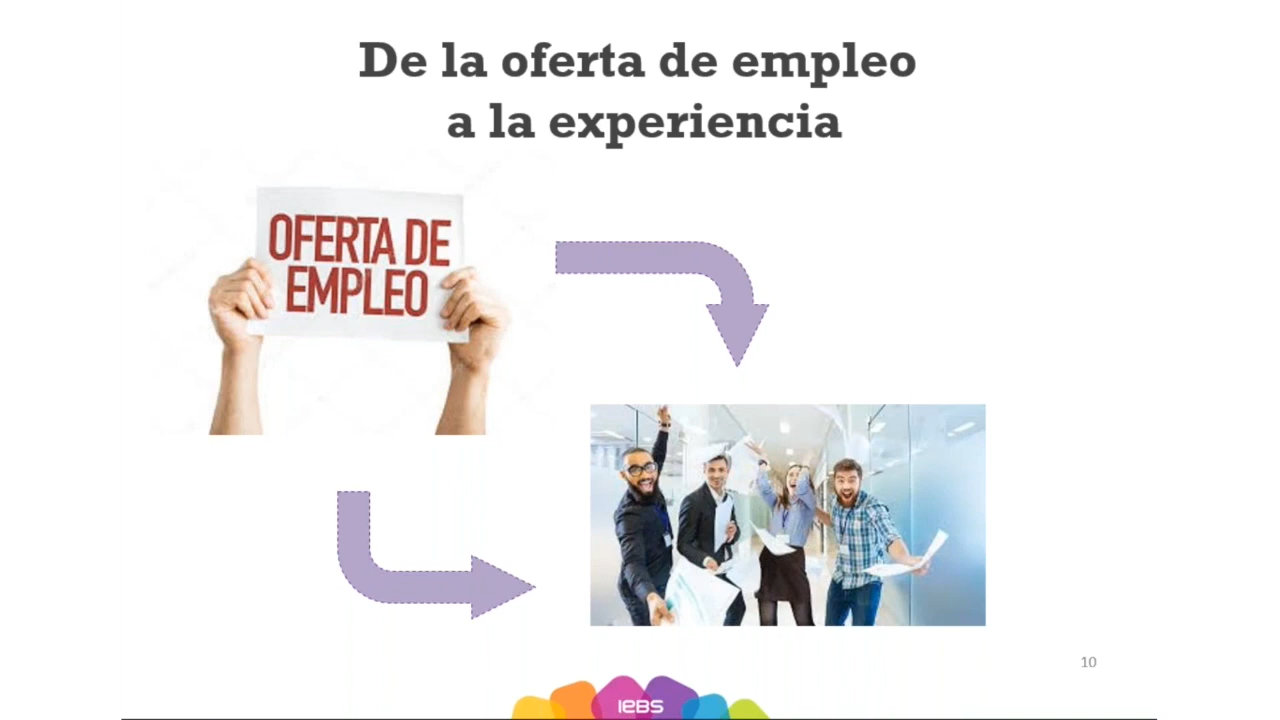 De la oferta de empleo
a la experiencia
OFERTA DE
EMPLEO
10
IEBS